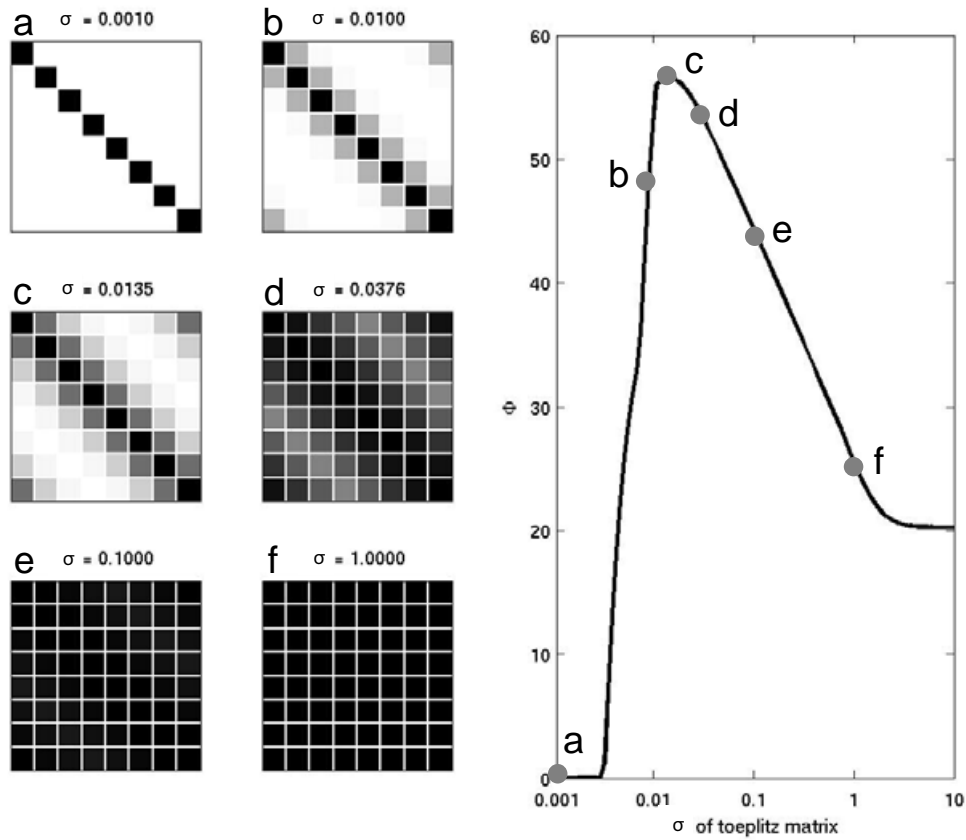 a σ = 0.0010
b σ = 0.0100
c σ = 0.0135
d σ = 0.0376
e σ = 0.1000
f σ = 1.0000
60
50
40
30
20
10
0
Φ
a
b
c
d
e
f
0.001 0.01 0.1 1 10
σ of toeplitz matrix